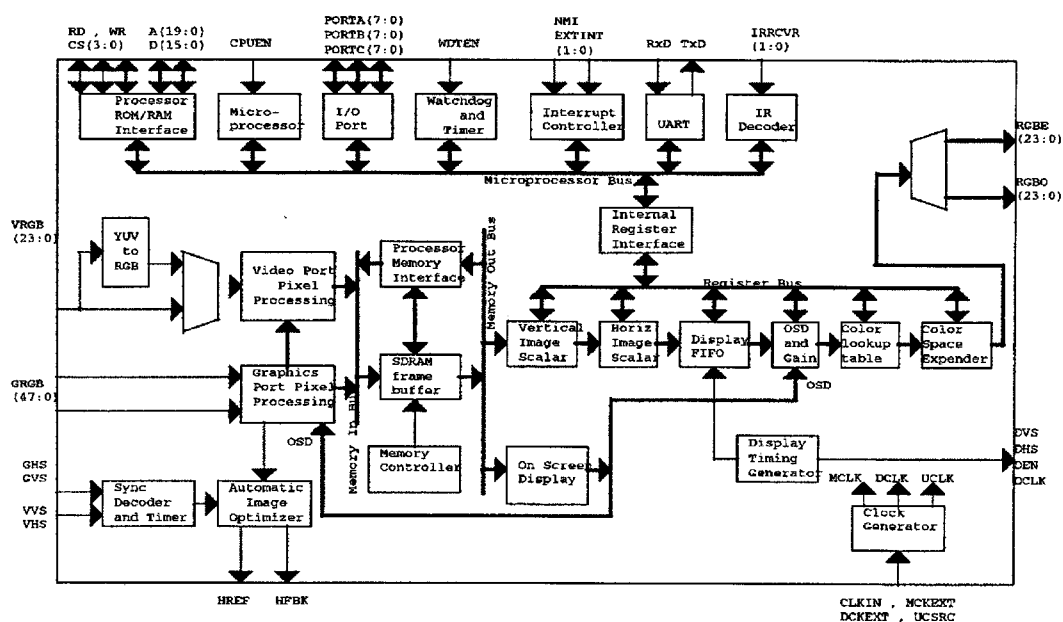 RD , WR
CS(3:0)
A(19:0)
D(15:0)
CPUEN
PORTA(7:0)
PORTB(7:0)
PORTC(7:0)
WDTEN
NMI
EXTINT
(1:0)
RxD TxD
IRRCVR
(1:0)
Processor
ROM/RAM
Interface
Micro-
processor
I/O
Port
Watchdog
and
Timer
Interrupt
Controller
UART
IR
Decoder
RGBE
(23:0)
RGBO
(23:0)
Microprocessor Bus
Internal
Register
Interface
VRGB
(23:0)
YUV
to
RGB
Video Port
Pixel
Processing
Processor
Memory
Interface
Memory Out Bus
Register Bus
Vertical
Image
Scalar
Horiz
Image
Scalar
Display
FIFO
OSD
and
Gain
Color
lookup
table
Color
Space
Expender
GRGB
(47:0)
Graphics
Port Pixel
Processing
SDRAM
frame
buffer
OSD
OSD
Memory In Bus
Memory
Controller
On Screen
Display
Display
Timing
Generator
DVS
DHS
DEN
DCLK
GHS
GVS
VVS
VHS
Sync
Decoder
and Timer
Automatic
Image
Optimizer
MCLK
DCLK
UCLK
Clock
Generator
HREF
HFBK
CLKIN , MCKEXT
DCKEXT , UCSRC